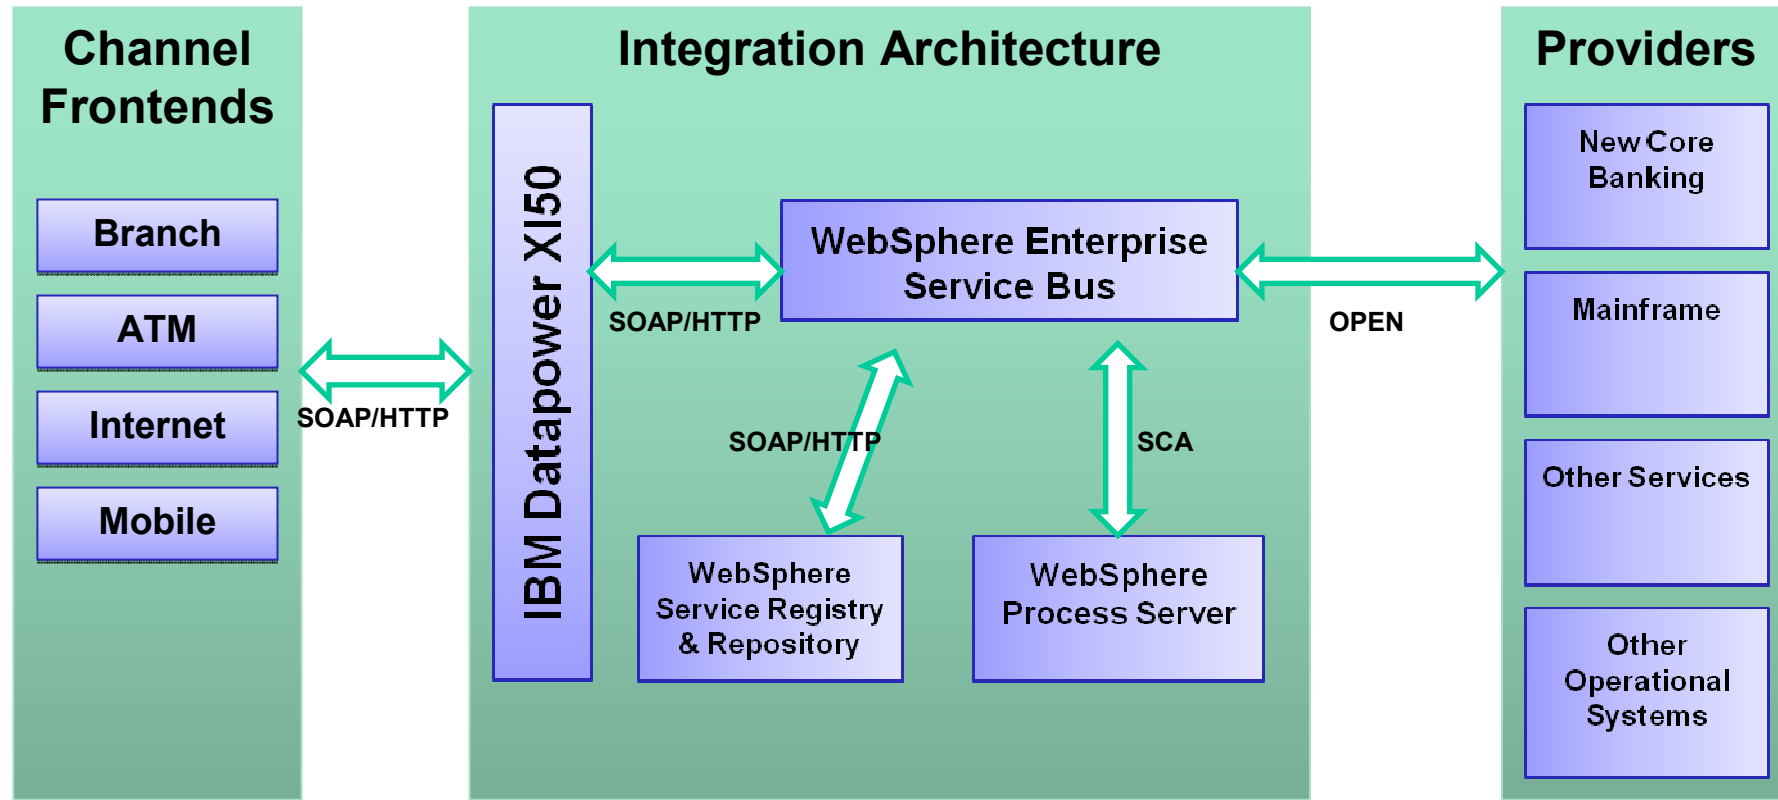 Channel
Frontends
Branch
ATM
Internet
Mobile
SOAP/HTTP
Integration Architecture
IBM Datapower XI50
SOAP/HTTP
WebSphere Enterprise
Service Bus
SOAP/HTTP
SCA
WebSphere
Service Registry
& Repository
WebSphere
Process Server
OPEN
Providers
New Core
Banking
Mainframe
Other Services
Other
Operational
Systems